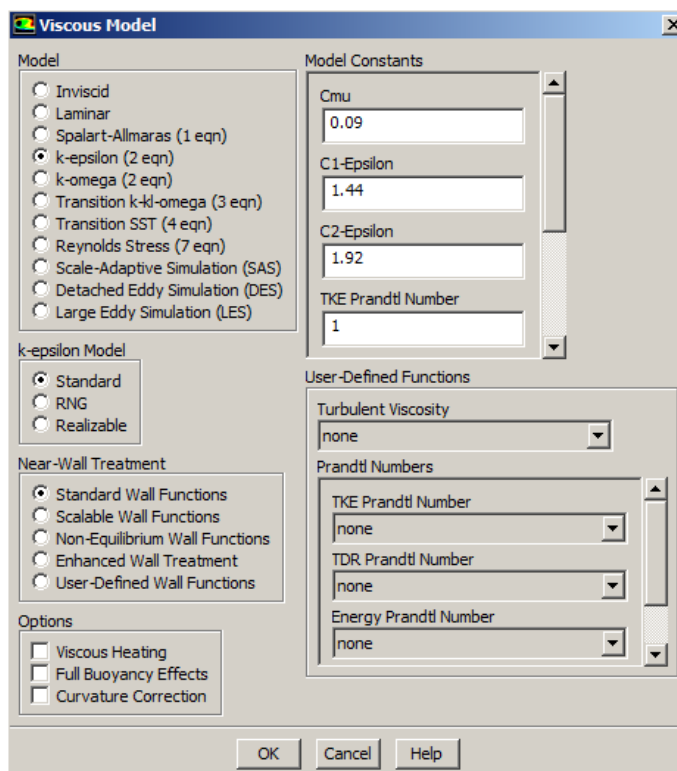 Viscous Model
Model
Inviscid
Laminar
Spalart-Allmaras (1 eqn)
k-epsilon (2 eqn)
k-omega (2 eqn)
Transition k-kl-omega (3 eqn)
Transition SST (4 eqn)
Reynolds Stress (7 eqn)
Scale-Adaptive Simulation (SAS)
Detached Eddy Simulation (DES)
Large Eddy Simulation (LES)
k-epsilon Model
Standard
RNG
Realizable
Near-Wall Treatment
Standard Wall Functions
Scalable Wall Functions
Non-Equilibrium Wall Functions
Enhanced Wall Treatment
User-Defined Wall Functions
Options
Viscous Heating
Full Buoyancy Effects
Curvature Correction
Model Constants
Cmu
0.09
C1-Epsilon
1.44
C2-Epsilon
1.92
TKE Prandtl Number
1
User-Defined Functions
Turbulent Viscosity
none
Prandtl Numbers
TKE Prandtl Number
none
TDR Prandtl Number
none
Energy Prandtl Number
none
OK
Cancel
Help